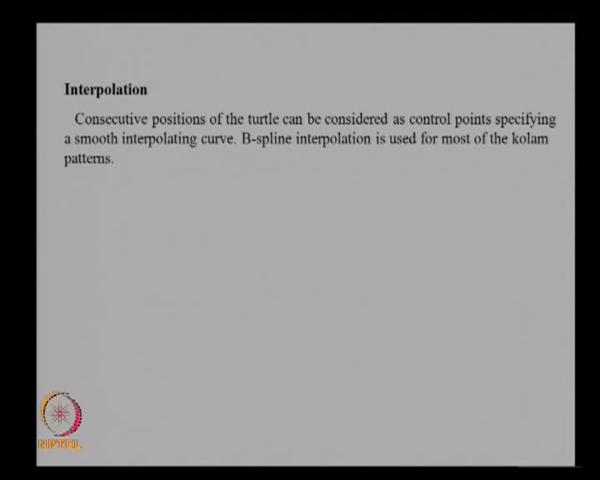 Interpolation
Consecutive positions of the turtle can be considered as control points specifying
a smooth interpolating curve. B-spline interpolation is used for most of the kolam
patterns.
NPTEL